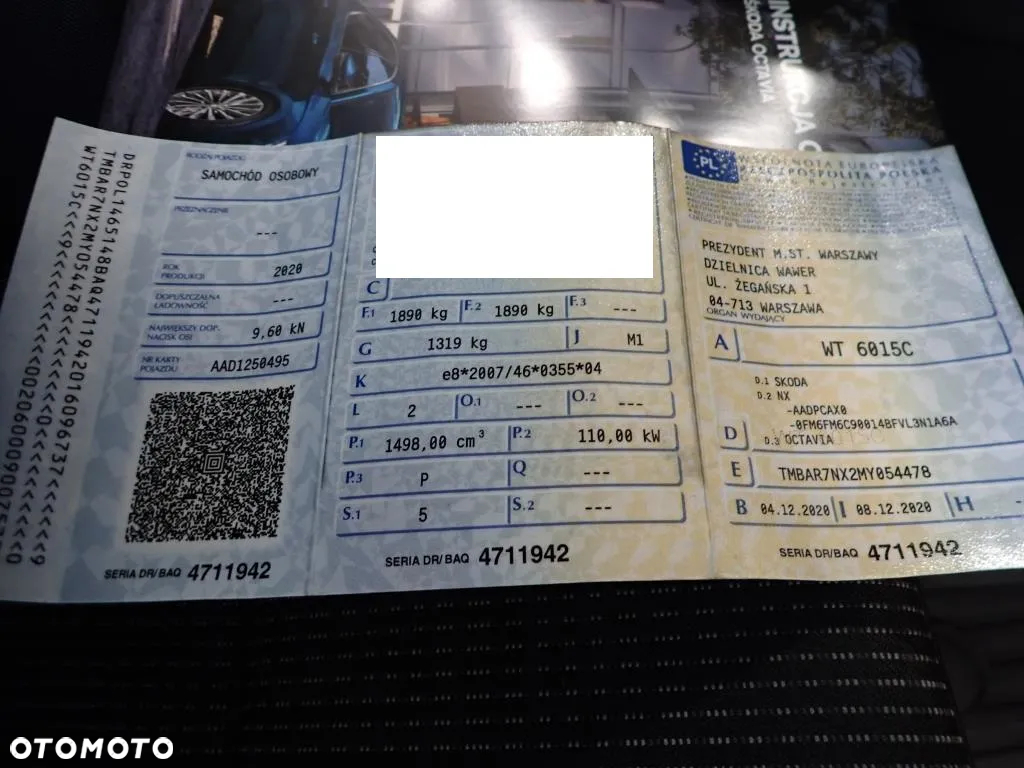 INSTRUKCJA O
ŠKODA OCTAVIA
RODZAJ POJAZDU
SAMOCHÓD OSOBOWY
PRZEZNACZENIE
---
ROK
PRODUKCJI
2020
DOPUSZCZALNA
ŁADOWNOŚĆ
---
NAJWIĘKSZY DOP.
NACISK OSI
9,60 kN
NR KARTY
POJAZDU
AAD1250495
SERIA DR/BAQ 4711942
C
F.1 1890 kg F.2 1890 kg F.3 ---
G 1319 kg J M1
K e8*2007/46*0355*04
L 2 O.1 --- O.2 ---
P.1 1498,00 cm³ P.2 110,00 kW
P.3 P Q ---
S.1 5 S.2 ---
SERIA DR/BAQ 4711942
PL
WSPÓLNOTA EUROPEJSKA
RZECZPOSPOLITA POLSKA
PREZYDENT M.ST. WARSZAWY
DZIELNICA WAWER
UL. ŻEGAŃSKA 1
04-713 WARSZAWA
ORGAN WYDAJĄCY
A WT 6015C
D.1 SKODA
D.2 NX
-AADPCAX0
-0FM6FM6C90014BFVL3N1A6A
D D.3 OCTAVIA
E TMBAR7NX2MY054478
B 04.12.2020 I 08.12.2020 H -
SERIA DR/BAQ 4711942
OTOMOTO